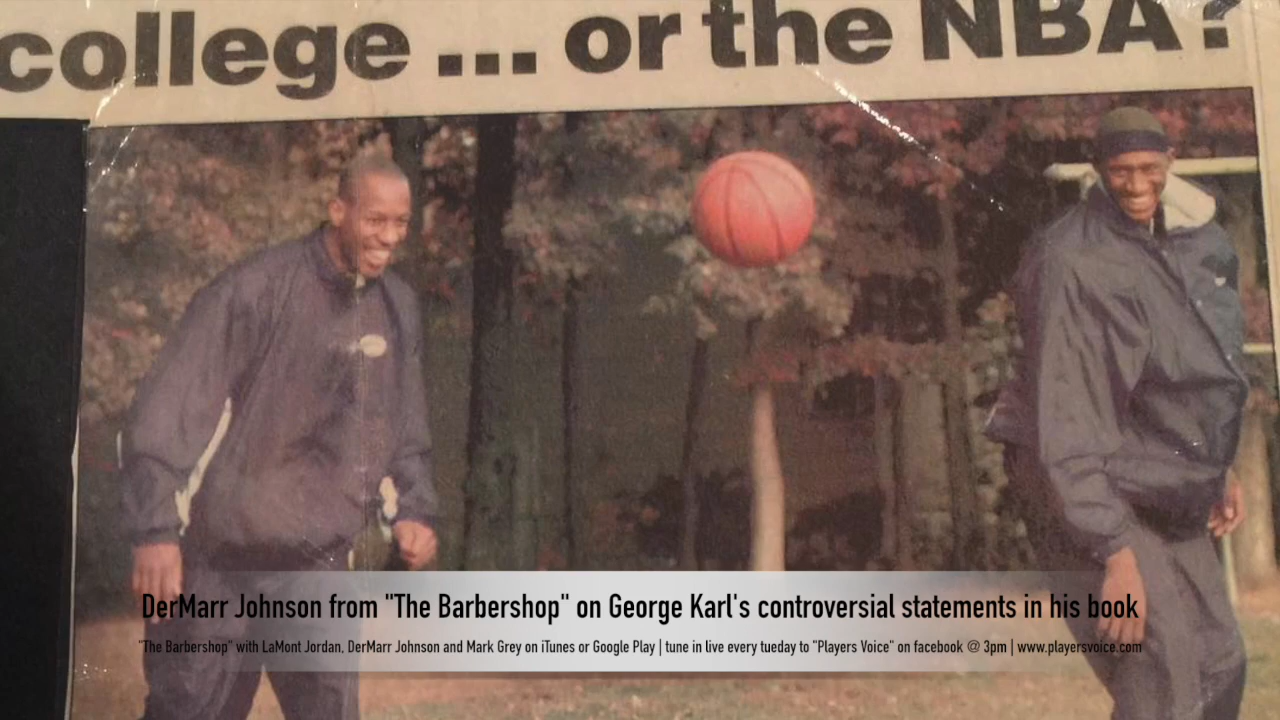 college ... or the NBA?
DerMarr Johnson from "The Barbershop" on George Karl's controversial statements in his book
"The Barbershop" with LaMont Jordan, DerMarr Johnson and Mark Grey on iTunes or Google Play | tune in live every tueday to "Players Voice" on facebook @ 3pm | www.playersvoice.com